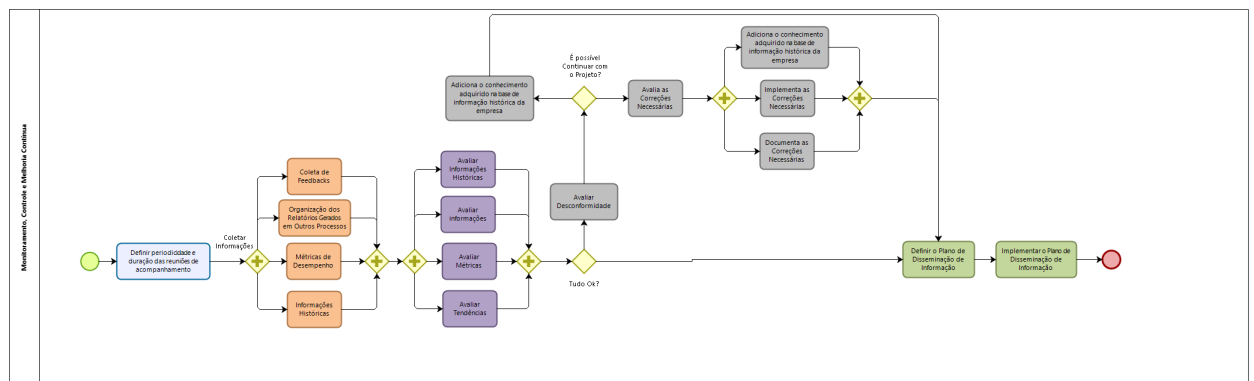 Monitoramento, Controle e Melhoria Contínua
Definir periodicidade e
duração das reuniões de
acompanhamento
Coletar
Informações
Coleta de
Feedbacks
Organização dos
Relatórios Gerados
em Outros Processos
Métricas de
Desempenho
Informações
Históricas
Avaliar
Informações
Históricas
Avaliar
Informações
Avaliar
Métricas
Avaliar
Tendências
Tudo Ok?
Avaliar
Desconformidade
É possível
Continuar com
o Projeto?
Adiciona o conhecimento
adquirido na base de
informação histórica da
empresa
Avalia as
Correções
Necessárias
Adiciona o conhecimento
adquirido na base de
informação histórica da
empresa
Implementa as
Correções
Necessárias
Documenta as
Correções
Necessárias
Definir o Plano de
Disseminação de
Informação
Implementar o Plano de
Disseminação de
Informação